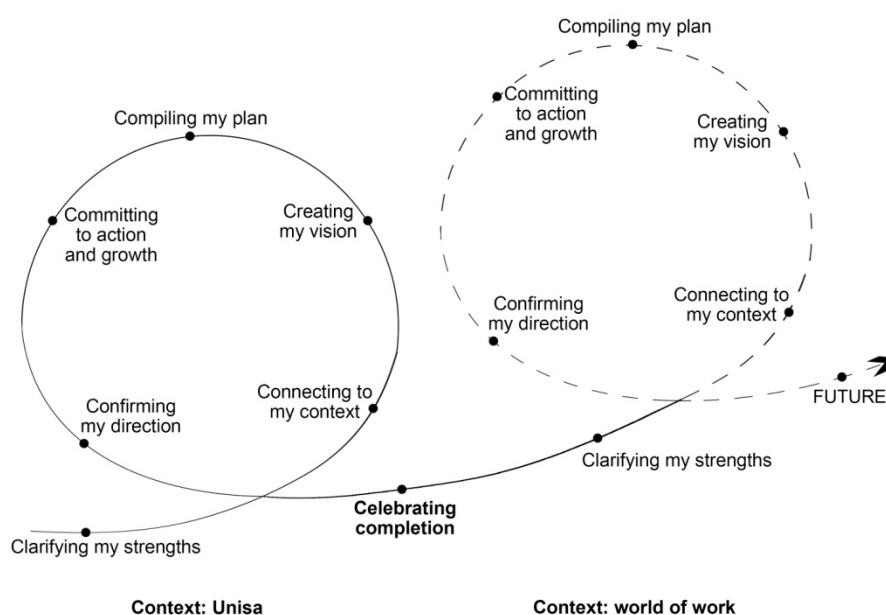 Compiling my plan
Committing
to action
and growth
Creating
my vision
Confirming
my direction
Connecting to
my context
Clarifying my strengths
Celebrating
completion
Context: Unisa
Compiling my plan
Committing
to action
and growth
Creating
my vision
Confirming
my direction
Connecting to
my context
FUTURE
Clarifying my strengths
Context: world of work